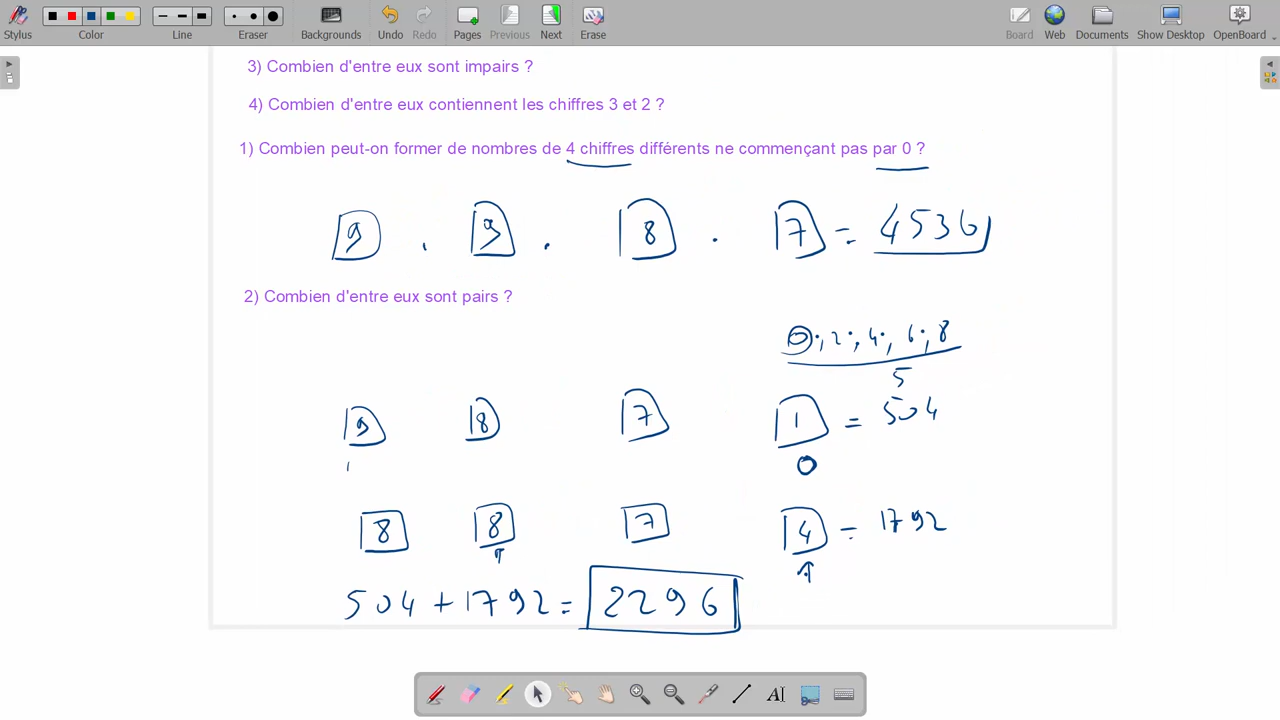 Stylus Color Line Eraser Backgrounds Undo Redo Pages Previous Next Erase Board Web Documents Show Desktop OpenBoard
3) Combien d'entre eux sont impairs ?
4) Combien d'entre eux contiennent les chiffres 3 et 2 ?
1) Combien peut-on former de nombres de 4 chiffres différents ne commençant pas par 0 ?
9 . 9 . 8 . 7 = 4536
2) Combien d'entre eux sont pairs ?
0 ; 2 ; 4 ; 6 ; 8
5
9 8 7 1 = 504
0
8 8 7 4 = 1792
504 + 1792 = 2296